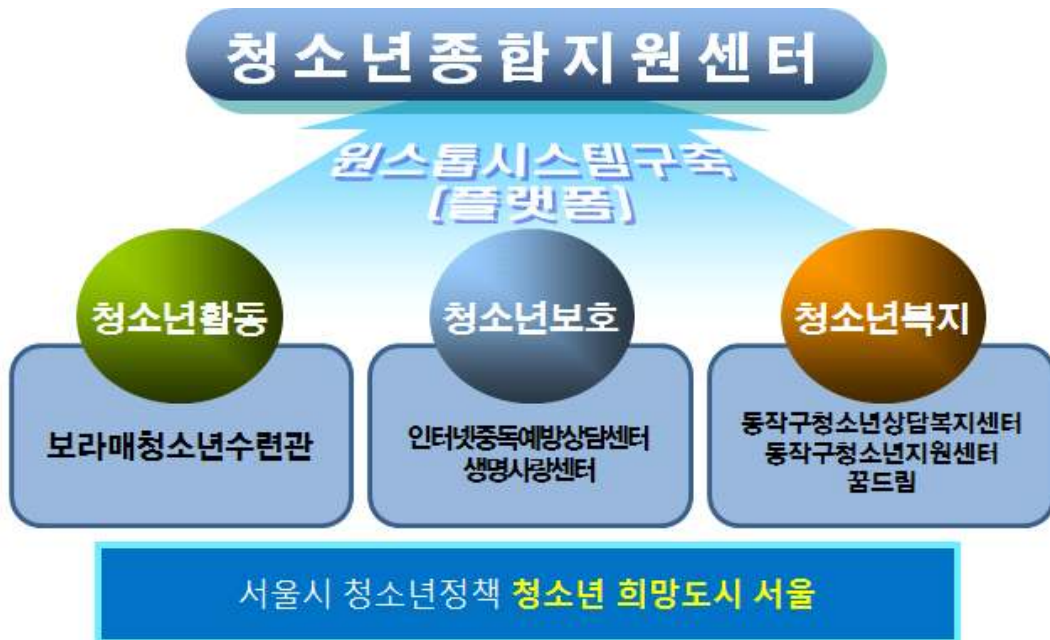 청소년종합지원센터
원스톱시스템구축
(플랫폼)
청소년활동
보라매청소년수련관
청소년보호
인터넷중독예방상담센터
생명사랑센터
청소년복지
동작구청소년상담복지센터
동작구청소년지원센터
꿈드림
서울시 청소년정책 청소년 희망도시 서울